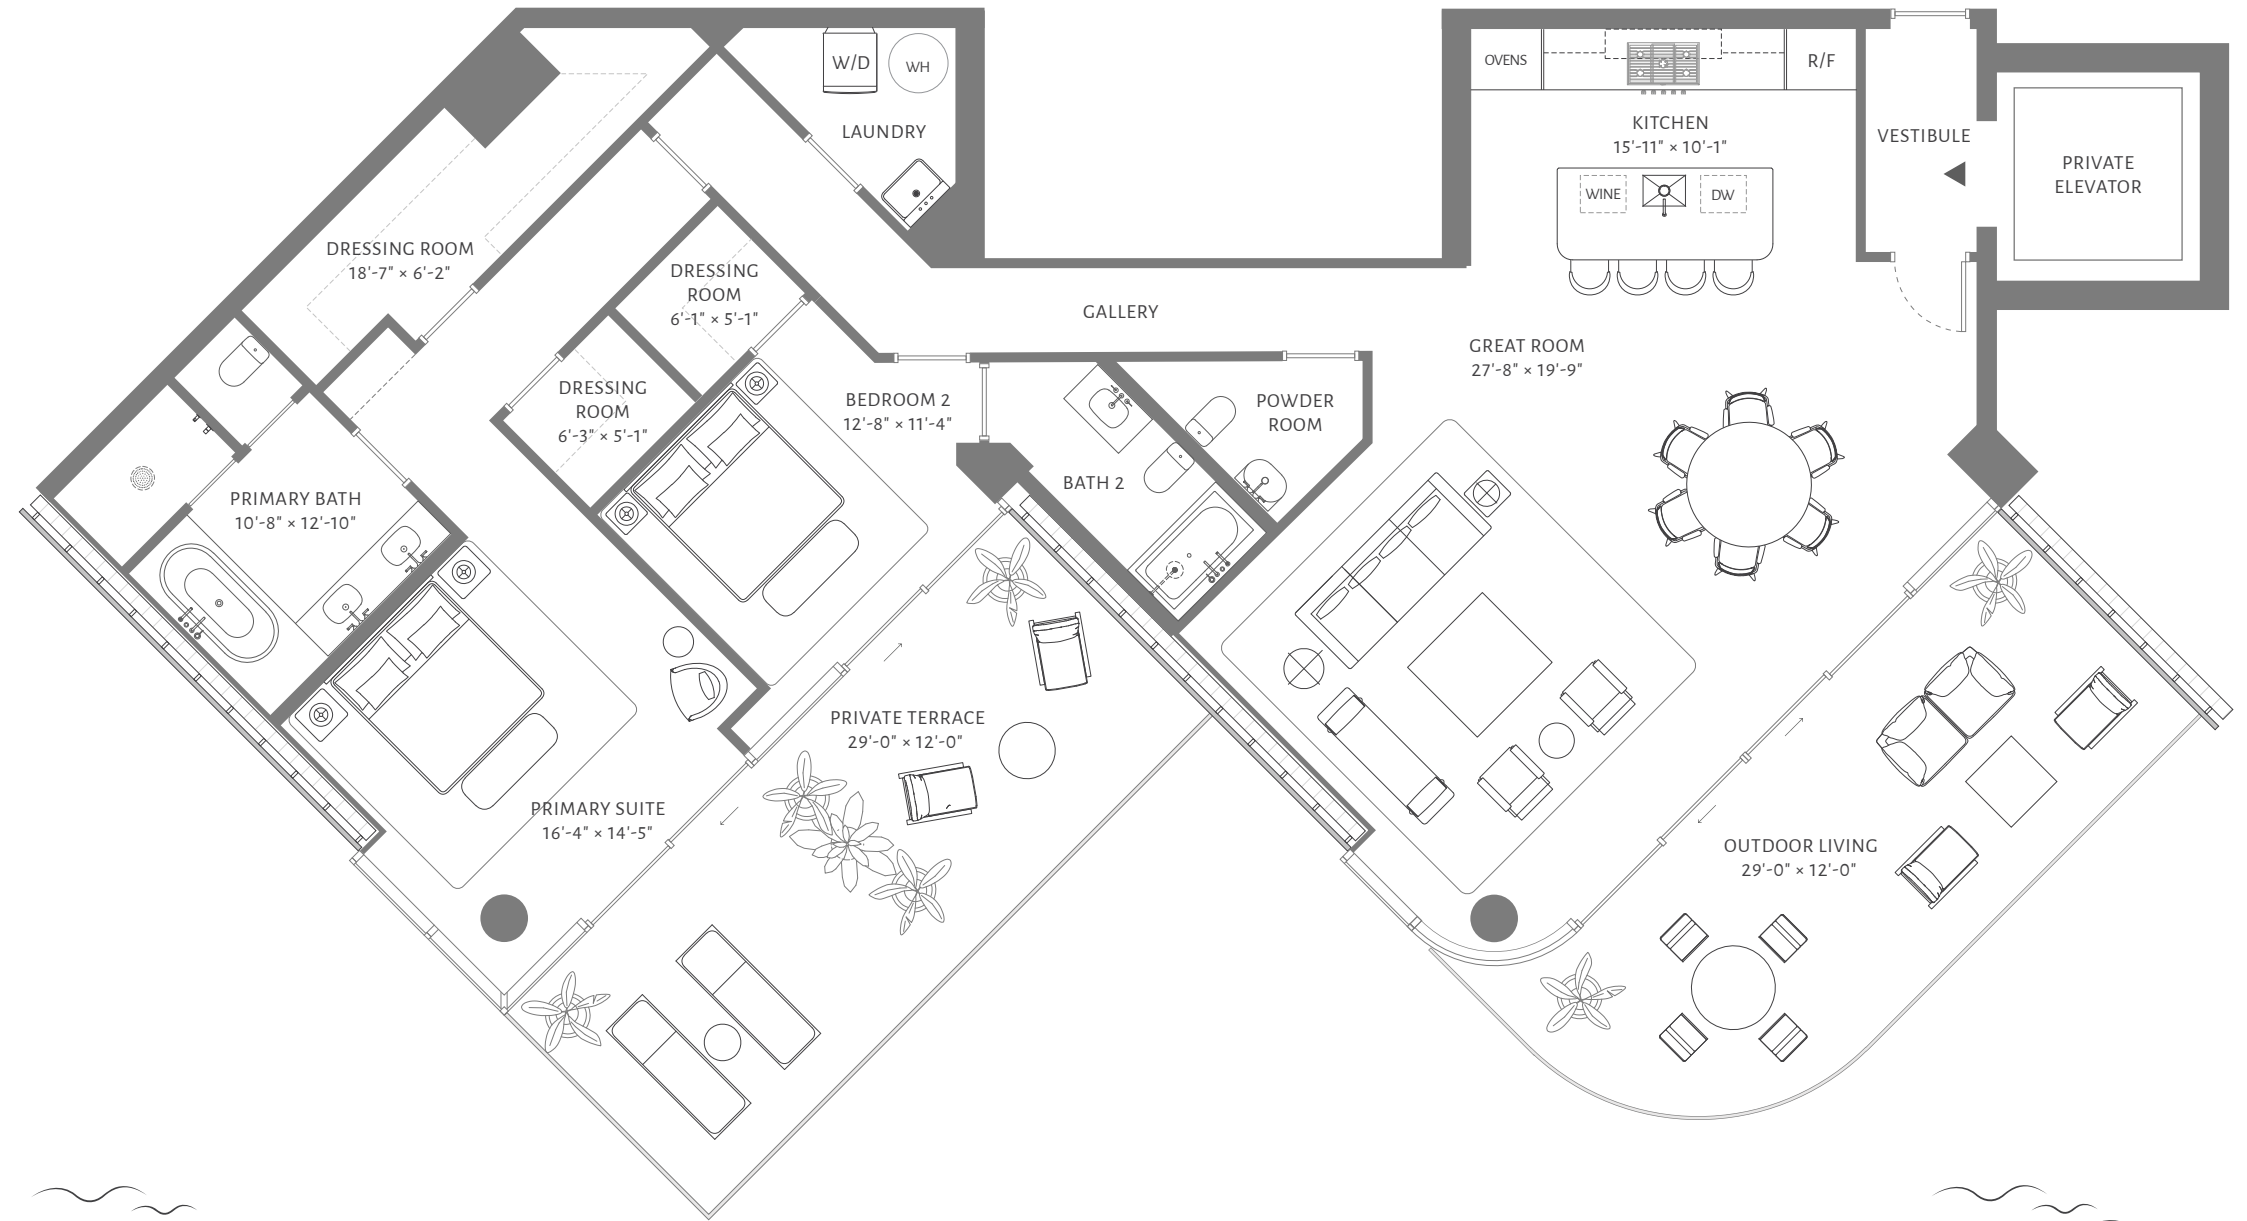 W/D
WH
LAUNDRY
OVENS
R/F
KITCHEN
15'-11" × 10'-1"
WINE
DW
VESTIBULE
PRIVATE
ELEVATOR
DRESSING ROOM
18'-7" × 6'-2"
DRESSING
ROOM
6'-1" × 5'-1"
GALLERY
GREAT ROOM
27'-8" × 19'-9"
DRESSING
ROOM
6'-3" × 5'-1"
BEDROOM 2
12'-8" × 11'-4"
POWDER
ROOM
BATH 2
PRIMARY BATH
10'-8" × 12'-10"
PRIVATE TERRACE
29'-0" × 12'-0"
PRIMARY SUITE
16'-4" × 14'-5"
OUTDOOR LIVING
29'-0" × 12'-0"